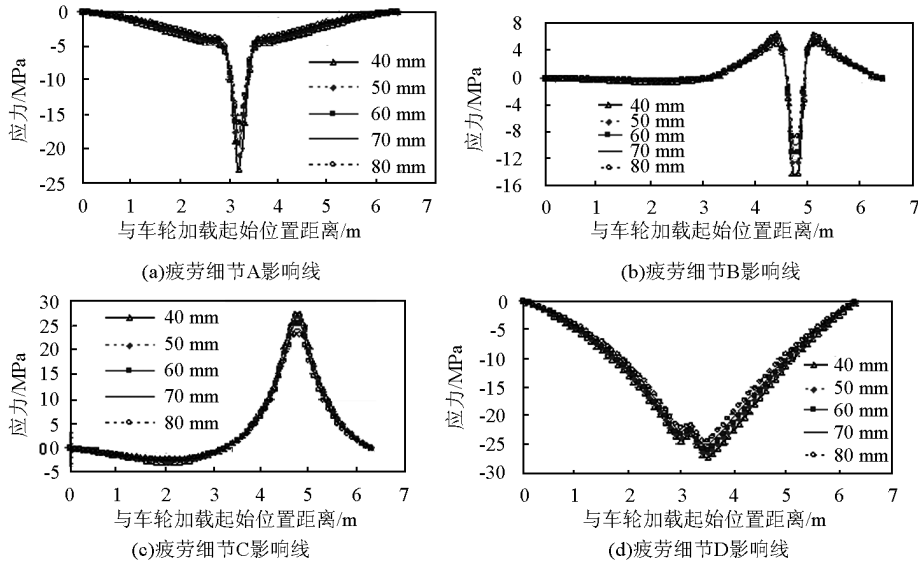 0
-5
-10
-15
-20
-25
应力/MPa
40 mm
50 mm
60 mm
70 mm
80 mm
0 1 2 3 4 5 6 7
与车轮加载起始位置距离/m
(a)疲劳细节A影响线
8
4
0
-4
-8
-12
-16
应力/MPa
40 mm
50 mm
60 mm
70 mm
80 mm
0 1 2 3 4 5 6 7
与车轮加载起始位置距离/m
(b)疲劳细节B影响线
30
25
20
15
10
5
00
05
应力/MPa
40 mm
50 mm
60 mm
70 mm
80 mm
0 1 2 3 4 5 6 7
与车轮加载起始位置距离/m
(c)疲劳细节C影响线
0
-5
-10
-15
-20
-25
-30
应力/MPa
40 mm
50 mm
60 mm
70 mm
80 mm
0 1 2 3 4 5 6 7
与车轮加载起始位置距离/m
(d)疲劳细节D影响线